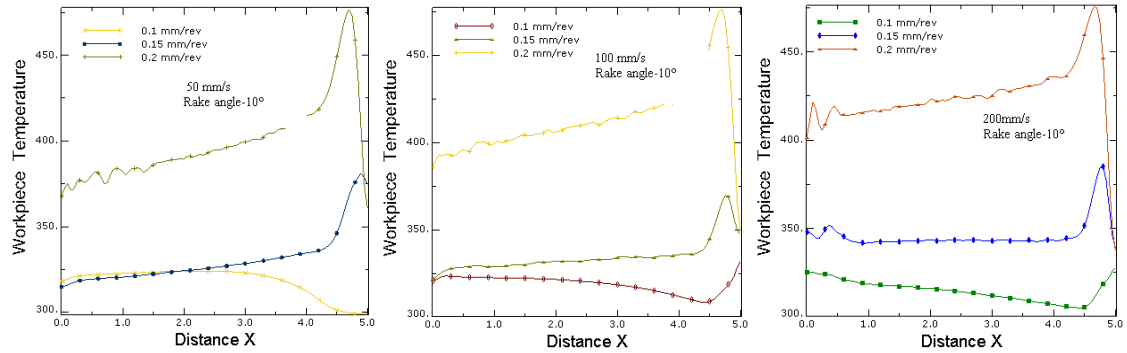 0.1 mm/rev
0.15 mm/rev
0.2 mm/rev
50 mm/s
Rake angle-10°
450.
400.
350.
300.
0.0 1.0 2.0 3.0 4.0 5.0
Workpiece Temperature
Distance X
0.1 mm/rev
0.15 mm/rev
0.2 mm/rev
100 mm/s
Rake angle-10°
450.
400.
350.
300.
0.0 1.0 2.0 3.0 4.0 5.0
Workpiece Temperature
Distance X
0.1 mm/rev
0.15 mm/rev
0.2 mm/rev
200mm/s
Rake angle-10°
450.
400.
350.
300.
0.0 1.0 2.0 3.0 4.0 5.0
Workpiece Temperature
Distance X